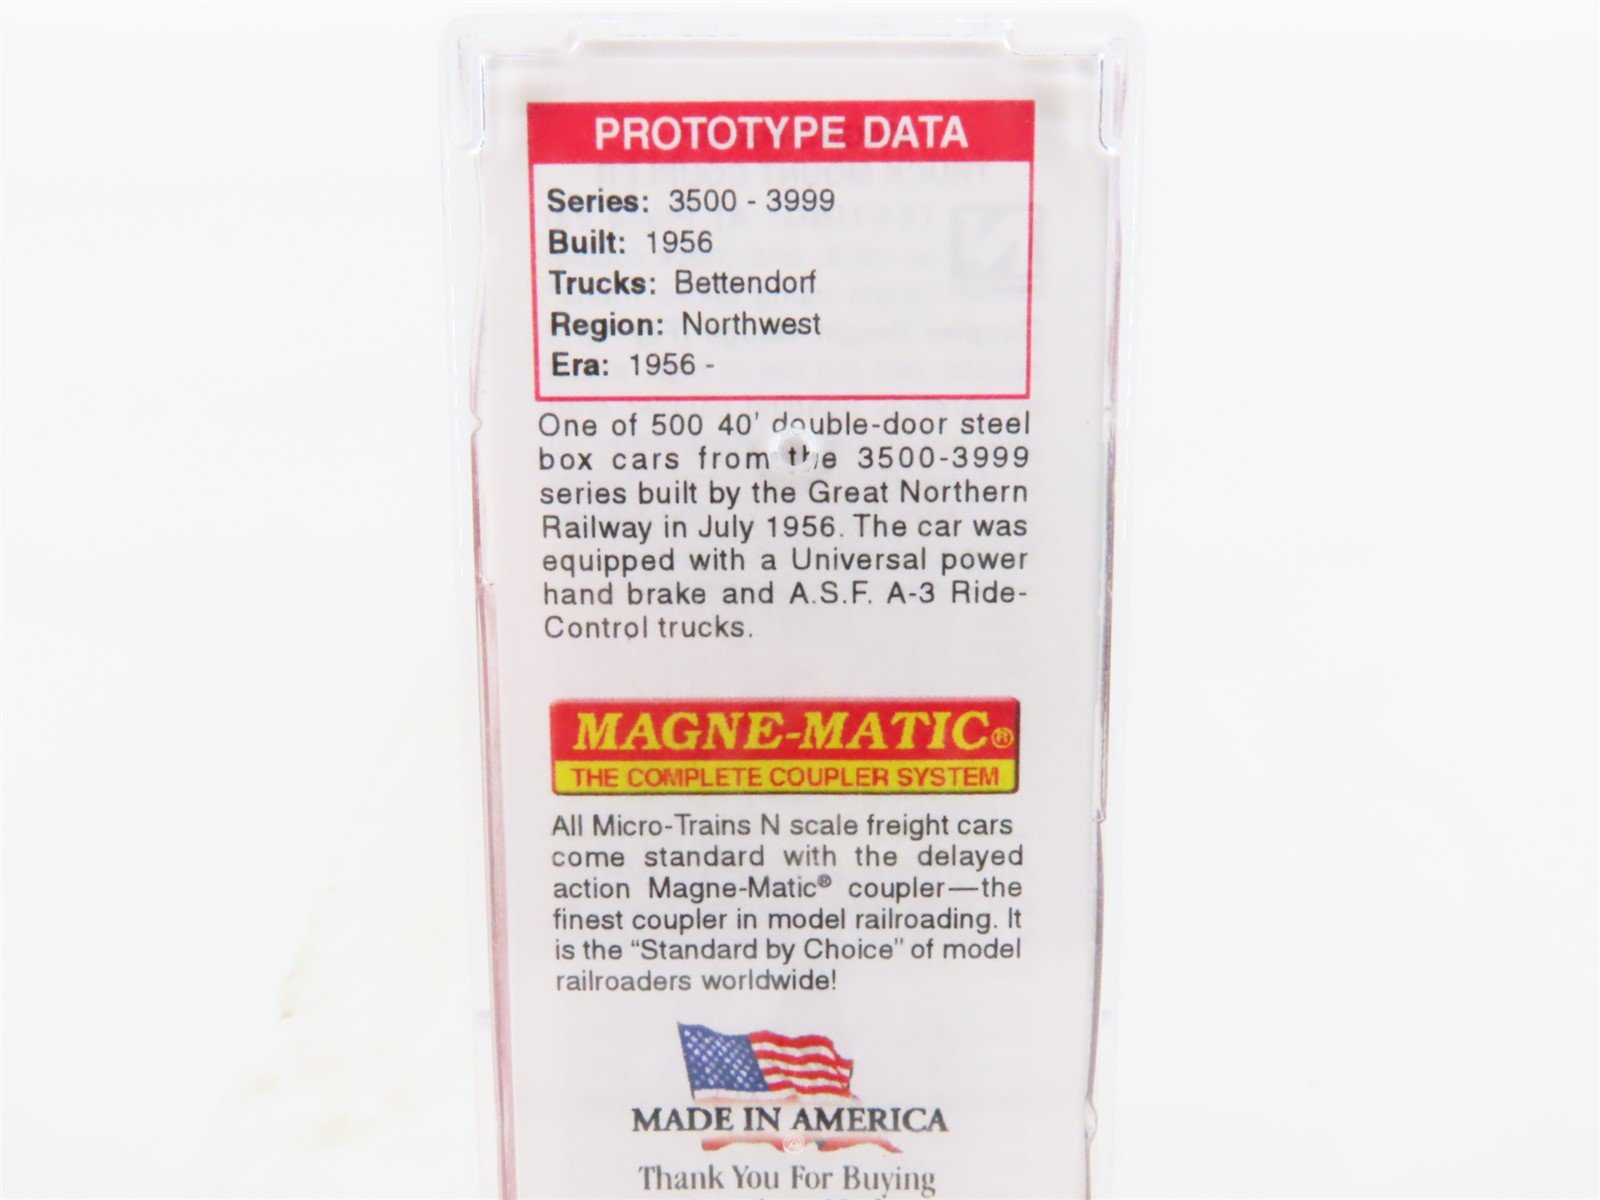 PROTOTYPE DATA
Series: 3500 - 3999
Built: 1956
Trucks: Bettendorf
Region: Northwest
Era: 1956 -
One of 500 40' double-door steel
box cars from the 3500-3999
series built by the Great Northern
Railway in July 1956. The car was
equipped with a Universal power
hand brake and A.S.F. A-3 Ride-
Control trucks.
MAGNE-MATIC®
THE COMPLETE COUPLER SYSTEM
All Micro-Trains N scale freight cars
come standard with the delayed
action Magne-Matic® coupler—the
finest coupler in model railroading. It
is the “Standard by Choice” of model
railroaders worldwide!
MADE IN AMERICA
Thank You For Buying